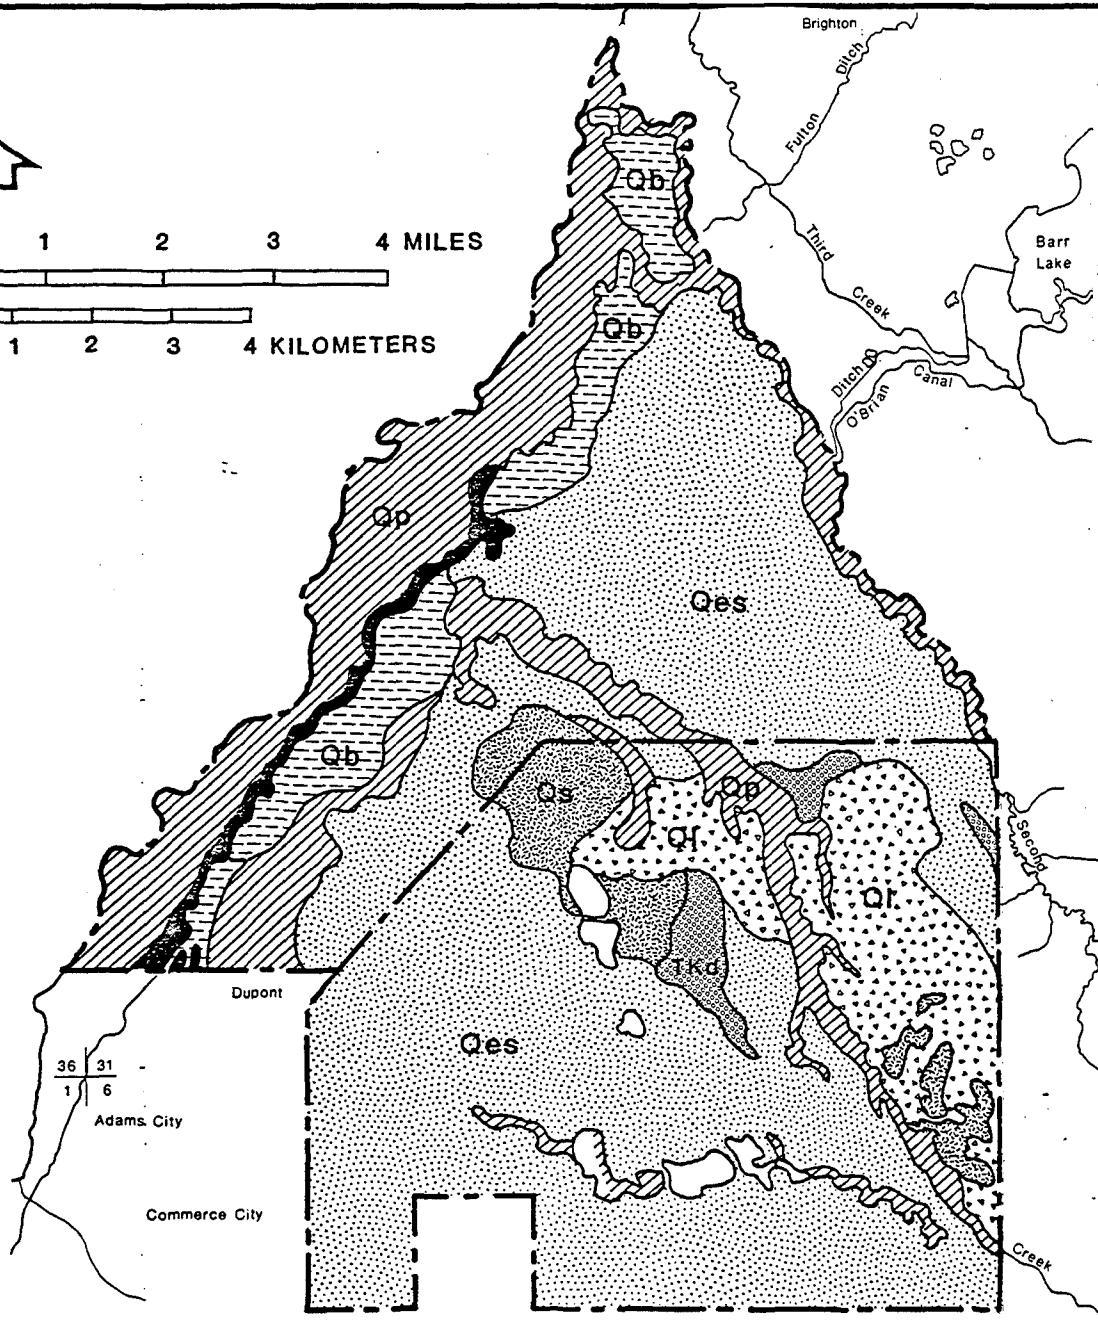 Brighton
Ditch
Fulton
Qb
Third
1 2 3 4 MILES
Barr
Lake
Creek
Qb
1 2 3 4 KILOMETERS
Ditch
Canal
O'Brian
Qp
Qes
Qb
Qs
Qp
Second
Ql
Ql
TKd
Dupont
Qes
36 31
1 6
Adams City
Commerce City
Creek